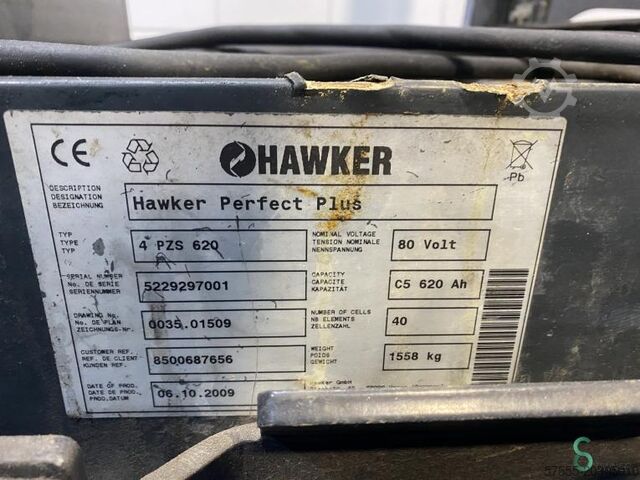 CE HAWKER
Pb
DESCRIPTION
DESIGNATION
BEZEICHNUNG
Hawker Perfect Plus
TYP
TYPE
TYP
4 PZS 620
NOMINAL VOLTAGE
TENSION NOMINALE
NENNSPANNUNG
80 Volt
SERIAL NUMBER
No. DE SERIE
SERIENNUMMER
5229297001
CAPACITY
CAPACITE
KAPAZITÄT
C5 620 Ah
DRAWING No.
No. DE PLAN
ZEICHNUNGS-Nr.
0035.01509
NUMBER OF CELLS
NB ELEMENTS
ZELLENZAHL
40
CUSTOMER REF.
REF. DE CLIENT
KUNDEN REF.
8500687656
WEIGHT
POIDS
GEWICHT
1558 kg
DATE OF PROD.
DATE DE PROD.
PROD.DATUM
06.10.2009
Hawker GmbH
S